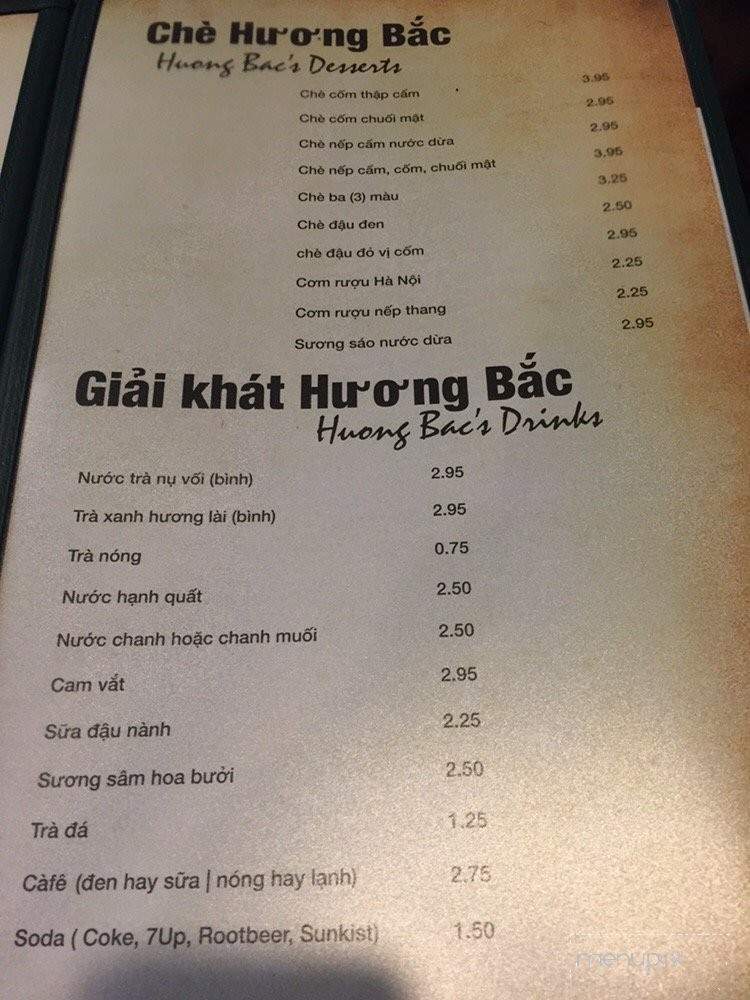 Chè Hương Bắc
Huong Bac's Desserts
Chè cốm thập cẩm 3.95
Chè cốm chuối mật 2.95
Chè nếp cẩm nước dừa 2.95
Chè nếp cẩm, cốm, chuối mật 3.95
Chè ba (3) màu 3.25
Chè đậu đen 2.50
chè đậu đỏ vị cốm 2.95
Cơm rượu Hà Nội 2.25
Cơm rượu nếp thang 2.25
Sương sáo nước dừa 2.95
Giải khát Hương Bắc
Huong Bac's Drinks
Nước trà nụ vối (bình) 2.95
Trà xanh hương lài (bình) 2.95
Trà nóng 0.75
Nước hạnh quất 2.50
Nước chanh hoặc chanh muối 2.50
Cam vắt 2.95
Sữa đậu nành 2.25
Sương sâm hoa bưởi 2.50
Trà đá 1.25
Càfê (đen hay sữa | nóng hay lạnh) 2.75
Soda ( Coke, 7Up, Rootbeer, Sunkist) 1.50
menupix